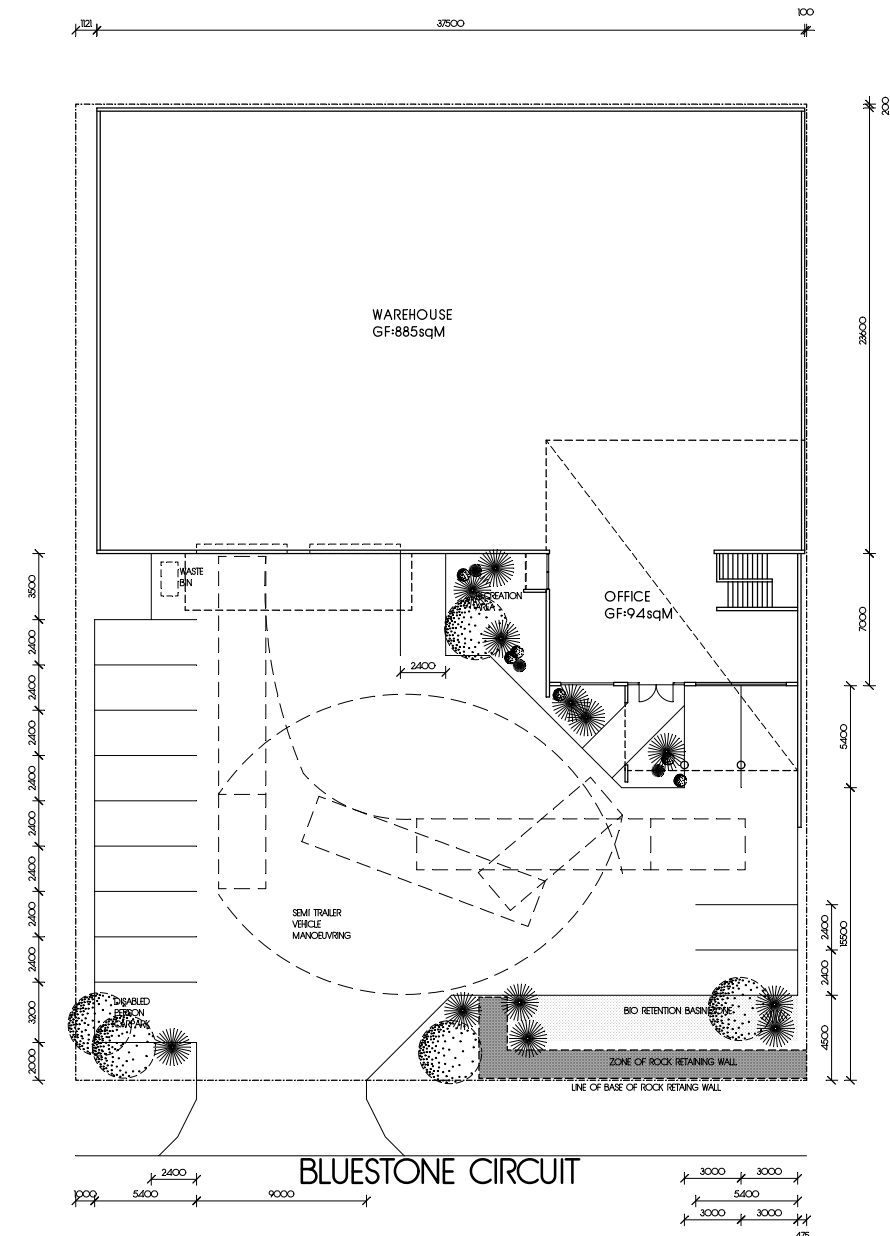 1121
37500
100
200
WAREHOUSE
GF:885sqM
23600
WASTE
BIN
3500
RECREATION
AREA
OFFICE
GF:94sqM
7000
2400
2400
2400
2400
2400
2400
2400
2400
2400
2400
5400
SEMI TRAILER
VEHICLE
MANOEUVRING
2400
15500
2400
DISABLED
PERSON
CARPARK
3200
BIO RETENTION BASIN ZONE
4500
2000
ZONE OF ROCK RETAINING WALL
LINE OF BASE OF ROCK RETAING WALL
BLUESTONE CIRCUIT
2400
3000
3000
1000
5400
9000
5400
3000
3000
475